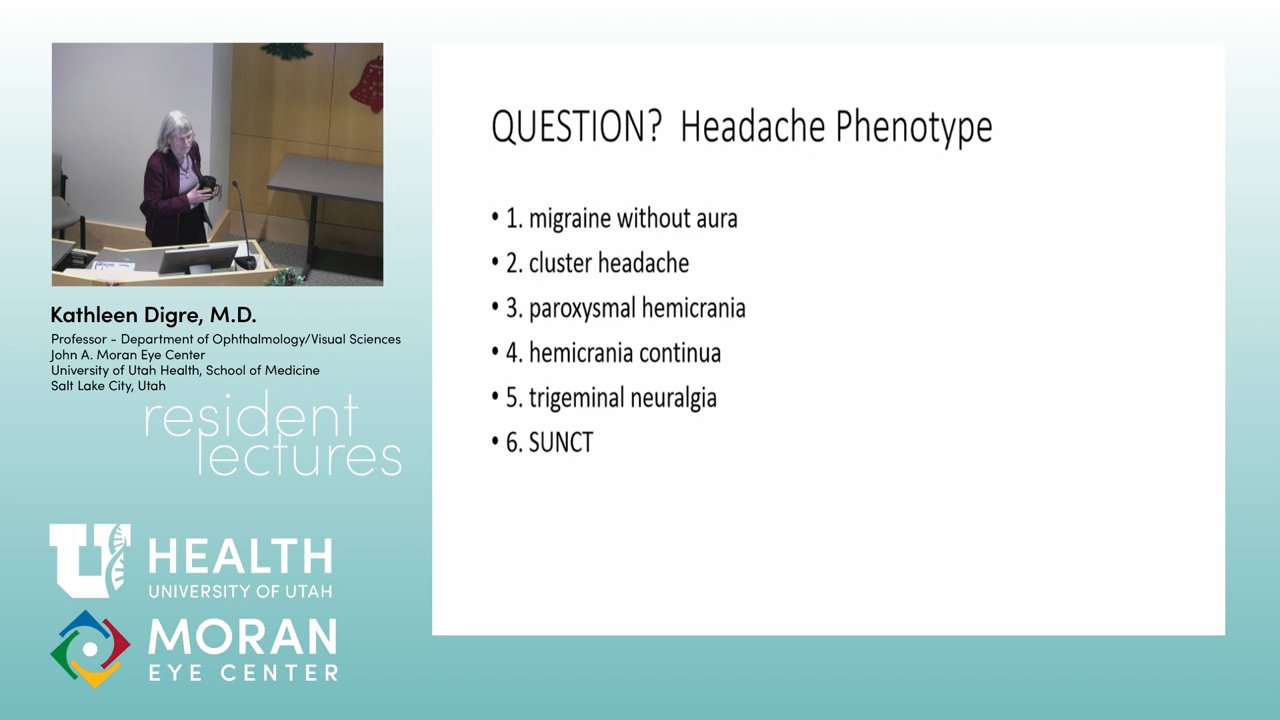 QUESTION? Headache Phenotype
• 1. migraine without aura
• 2. cluster headache
• 3. paroxysmal hemicrania
• 4. hemicrania continua
• 5. trigeminal neuralgia
• 6. SUNCT
Kathleen Digre, M.D.
Professor - Department of Ophthalmology/Visual Sciences
John A. Moran Eye Center
University of Utah Health, School of Medicine
Salt Lake City, Utah
resident
lectures
U HEALTH
UNIVERSITY OF UTAH
MORAN
EYE CENTER